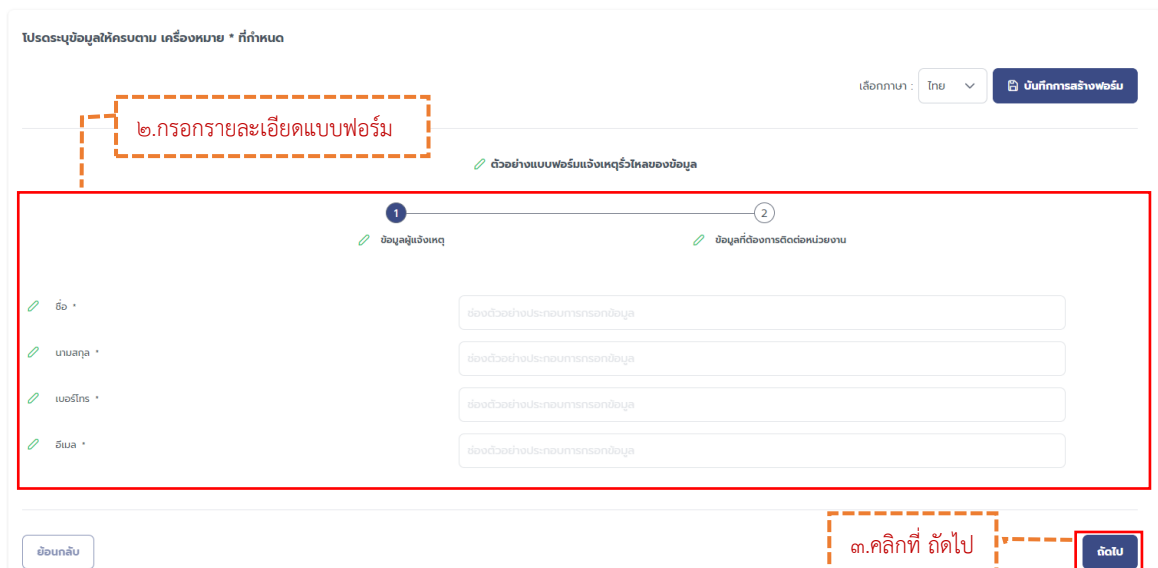 โปรดระบุข้อมูลให้ครบตาม เครื่องหมาย * ที่กำหนด
เลือกภาษา : ไทย บันทึกการสร้างฟอร์ม
๒.กรอกรายละเอียดแบบฟอร์ม
ตัวอย่างแบบฟอร์มแจ้งเหตุรั่วไหลของข้อมูล
1 2
ข้อมูลผู้แจ้งเหตุ ข้อมูลที่ต้องการติดต่อหน่วยงาน
ชื่อ * ช่องตัวอย่างประกอบการกรอกข้อมูล
นามสกุล * ช่องตัวอย่างประกอบการกรอกข้อมูล
เบอร์โทร * ช่องตัวอย่างประกอบการกรอกข้อมูล
อีเมล * ช่องตัวอย่างประกอบการกรอกข้อมูล
ย้อนกลับ ๓.คลิกที่ ถัดไป ถัดไป